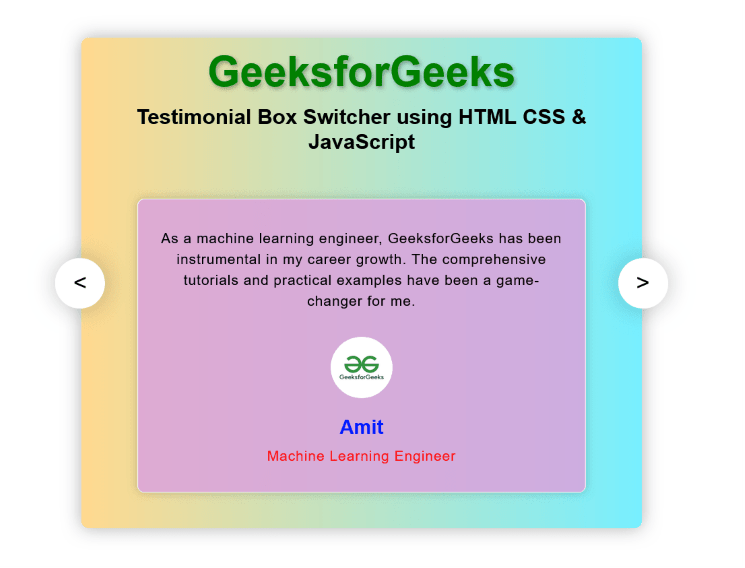 GeeksforGeeks
Testimonial Box Switcher using HTML CSS &
JavaScript
As a machine learning engineer, GeeksforGeeks has been
instrumental in my career growth. The comprehensive
tutorials and practical examples have been a game-
changer for me.
<
>
GeeksforGeeks
Amit
Machine Learning Engineer